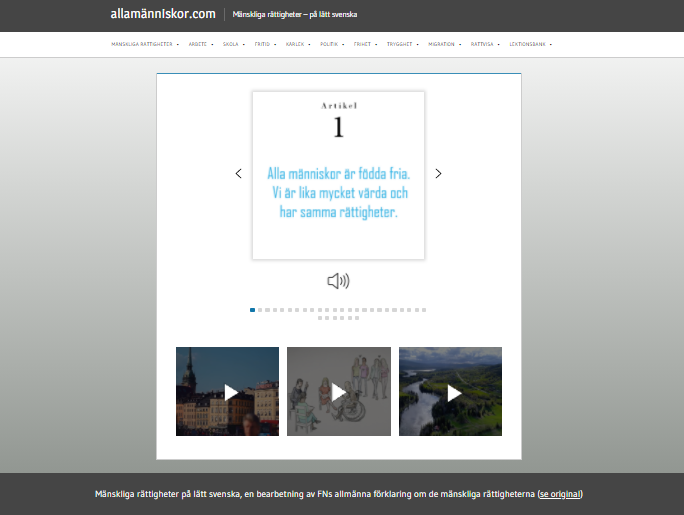 allamänniskor.com
Mänskliga rättigheter – på lätt svenska
MÄNSKLIGA RÄTTIGHETER
ARBETE
SKOLA
FRITID
KÄRLEK
POLITIK
FRIHET
TRYGGHET
MIGRATION
RÄTTVISA
LEKTIONSBANK
Artikel
1
Alla människor är födda fria.
Vi är lika mycket värda och
har samma rättigheter.
Mänskliga rättigheter på lätt svenska, en bearbetning av FNs allmänna förklaring om de mänskliga rättigheterna (se original)